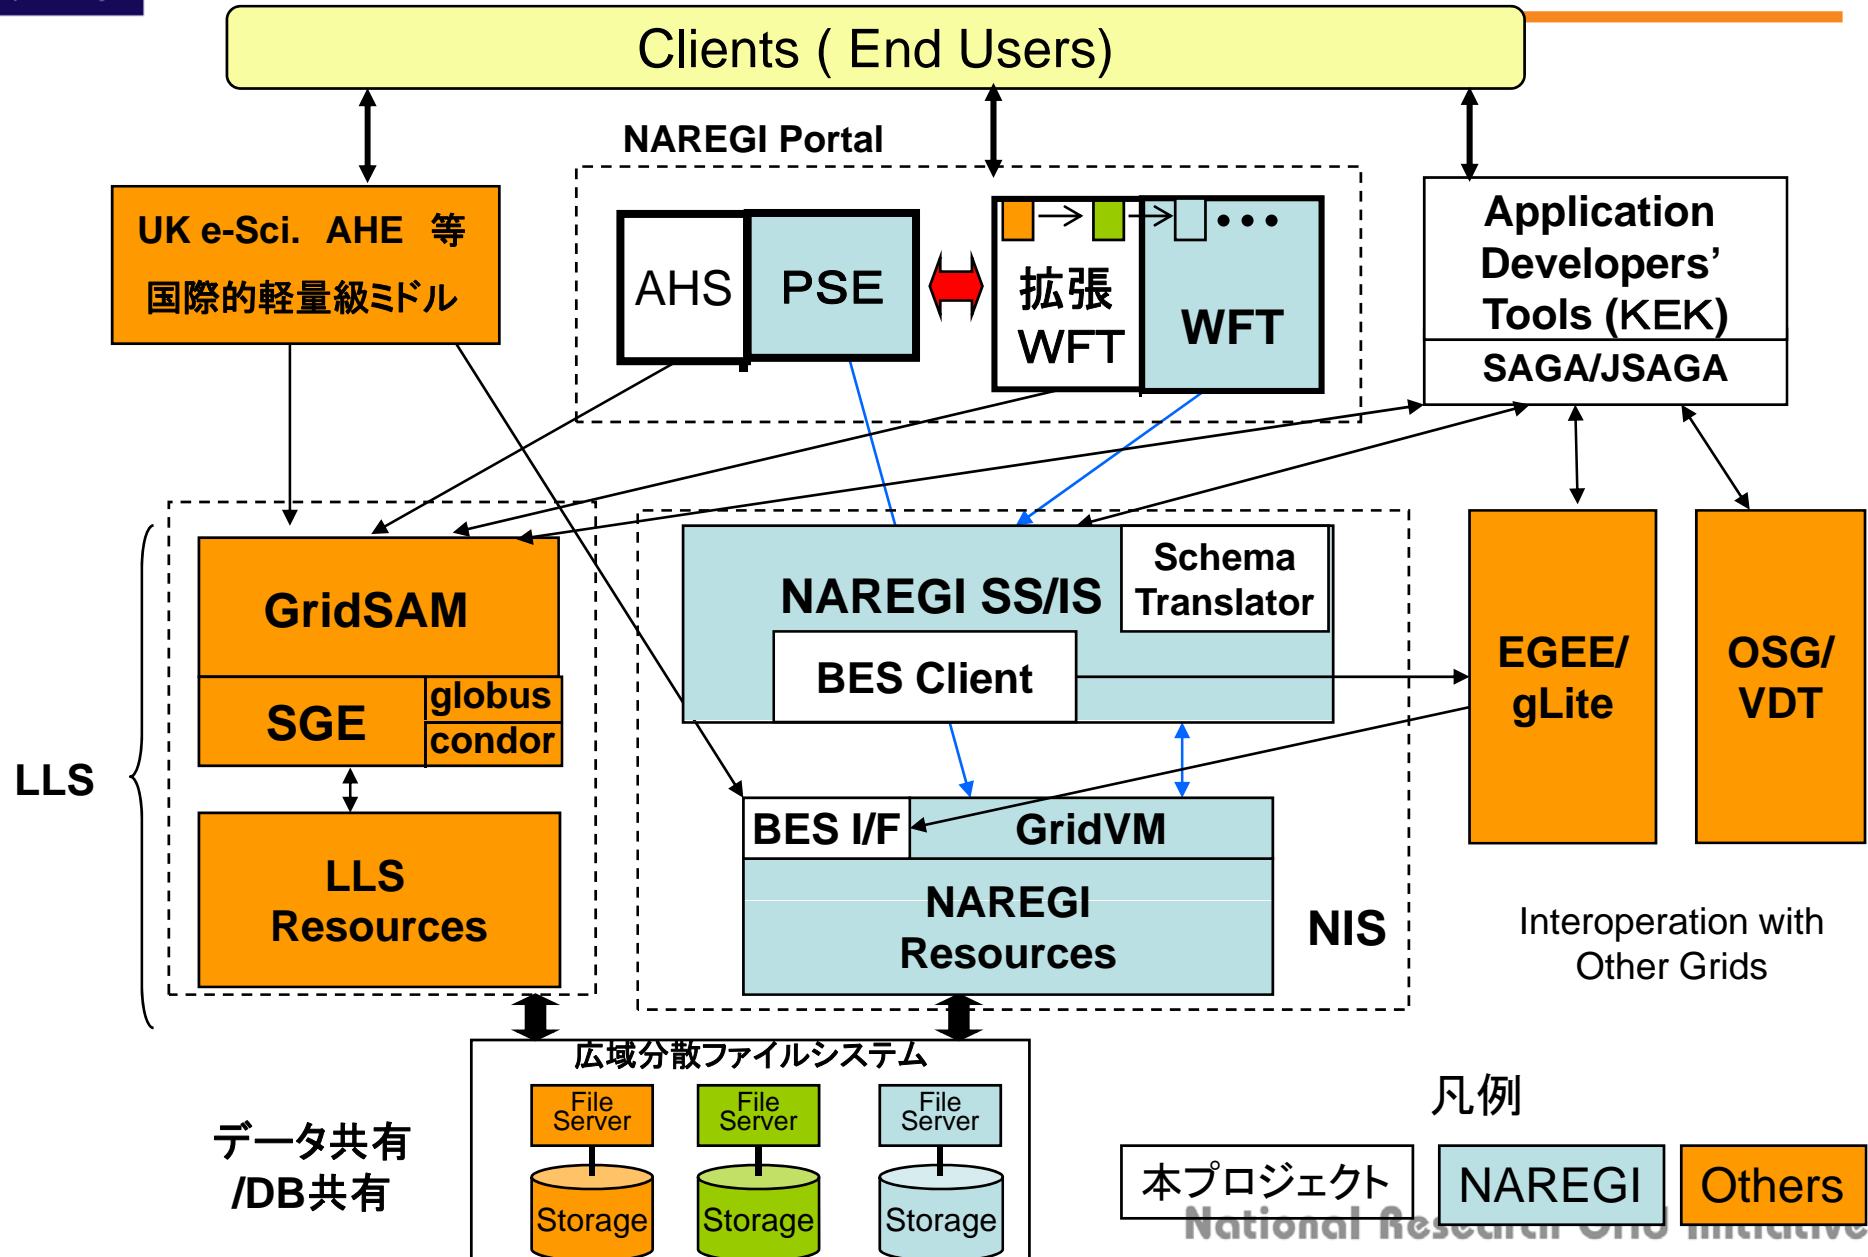 Clients ( End Users)
NAREGI Portal
UK e-Sci. AHE 等
国際的軽量級ミドル
AHS
PSE
拡張
WFT
WFT
Application
Developers’
Tools (KEK)
SAGA/JSAGA
GridSAM
SGE
globus
condor
LLS
LLS
Resources
NAREGI SS/IS
Schema
Translator
BES Client
BES I/F
GridVM
NAREGI
Resources
NIS
EGEE/
gLite
OSG/
VDT
Interoperation with
Other Grids
広域分散ファイルシステム
File
Server
File
Server
File
Server
Storage
Storage
Storage
データ共有
/DB共有
凡例
本プロジェクト
NAREGI
Others
National Research Grid Initiative